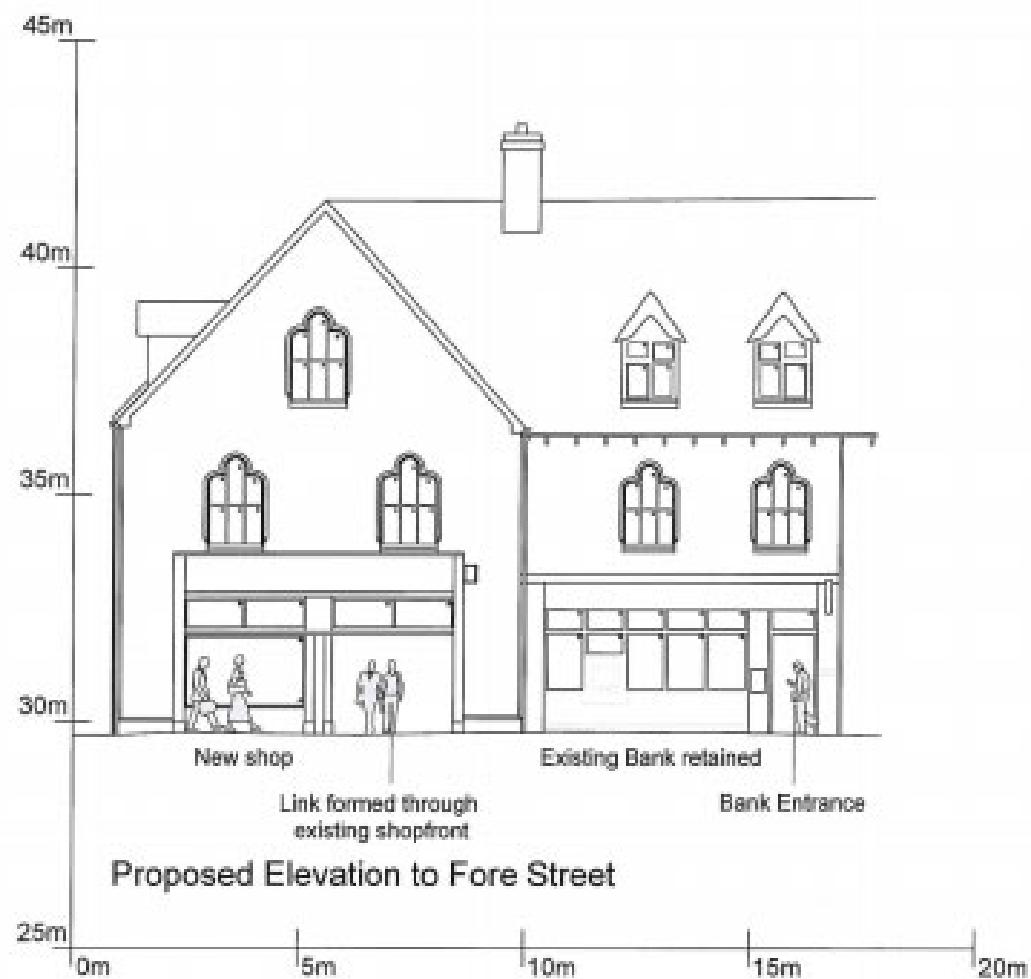 45m
40m
35m
30m
New shop
Existing Bank retained
Link formed through
existing shopfront
Bank Entrance
Proposed Elevation to Fore Street
25m
0m
5m
10m
15m
20m